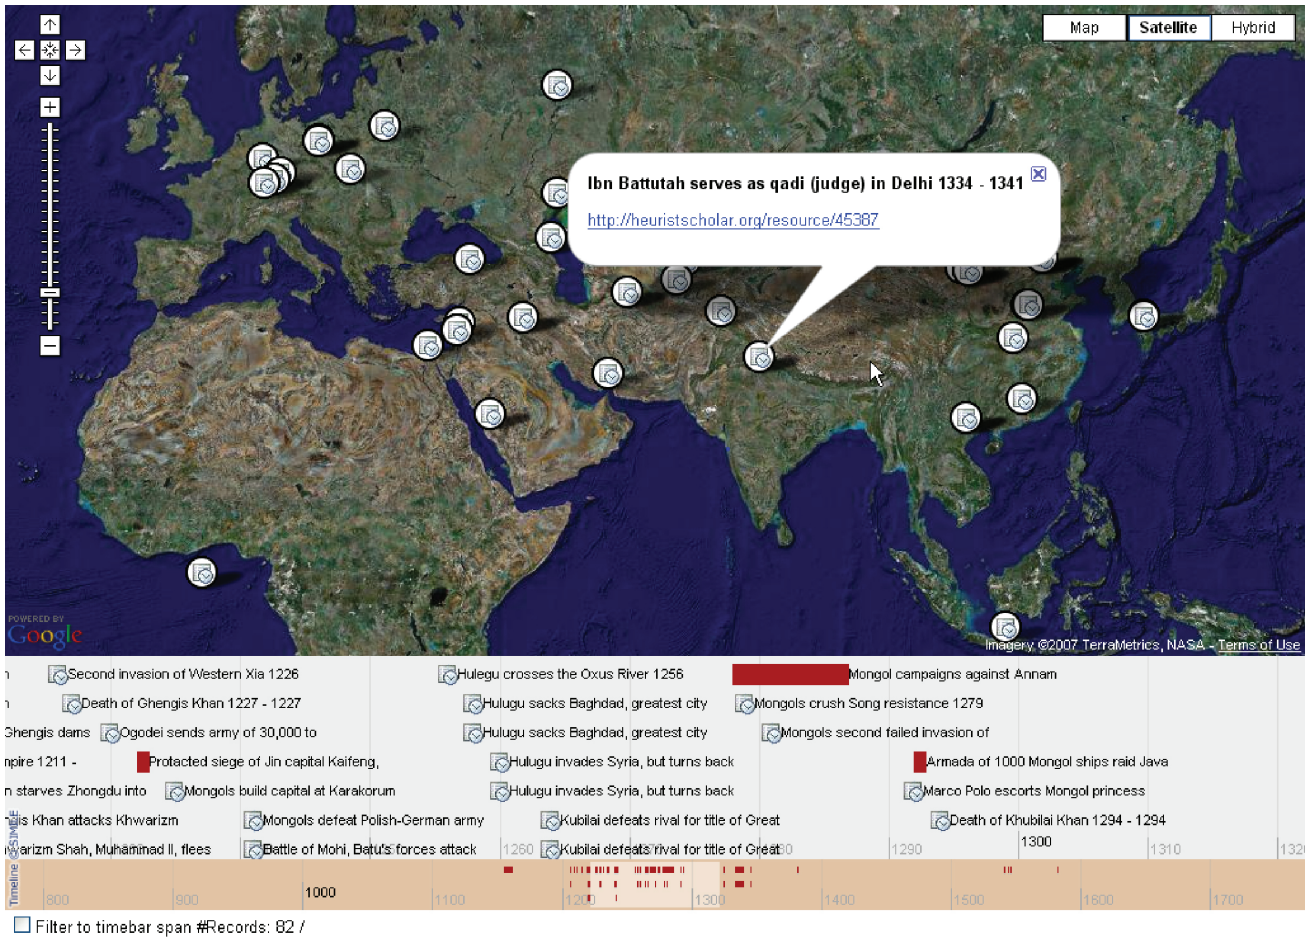 Map Satellite Hybrid
Ibn Battutah serves as qadi (judge) in Delhi 1334 - 1341
http://heuristscholar.org/resource/45387
POWERED BY
Google
Imagery ©2007 TerraMetrics, NASA - Terms of Use
Second invasion of Western Xia 1226
Hulegu crosses the Oxus River 1256
Mongol campaigns against Annam
Death of Ghengis Khan 1227 - 1227
Hulugu sacks Baghdad, greatest city
Mongols crush Song resistance 1279
Ghengis dams
Ogodei sends army of 30,000 to
Hulugu sacks Baghdad, greatest city
Mongols second failed invasion of
npire 1211 -
Protacted siege of Jin capital Kaifeng,
Hulugu invades Syria, but turns back
Armada of 1000 Mongol ships raid Java
n starves Zhongdu into
Mongols build capital at Karakorum
Hulugu invades Syria, but turns back
Marco Polo escorts Mongol princess
is Khan attacks Khwarizm
Mongols defeat Polish-German army
Kubilai defeats rival for title of Great
Death of Khubilai Khan 1294 - 1294
warizm Shah, Muhammad II, flees
Battle of Mohi, Batu's forces attack
Kubilai defeats rival for title of Great
1260 1290 1300 1310 1320
Timeline © SIMILE
800 900 1000 1100 1200 1300 1400 1500 1600 1700
Filter to timebar span #Records: 82 /